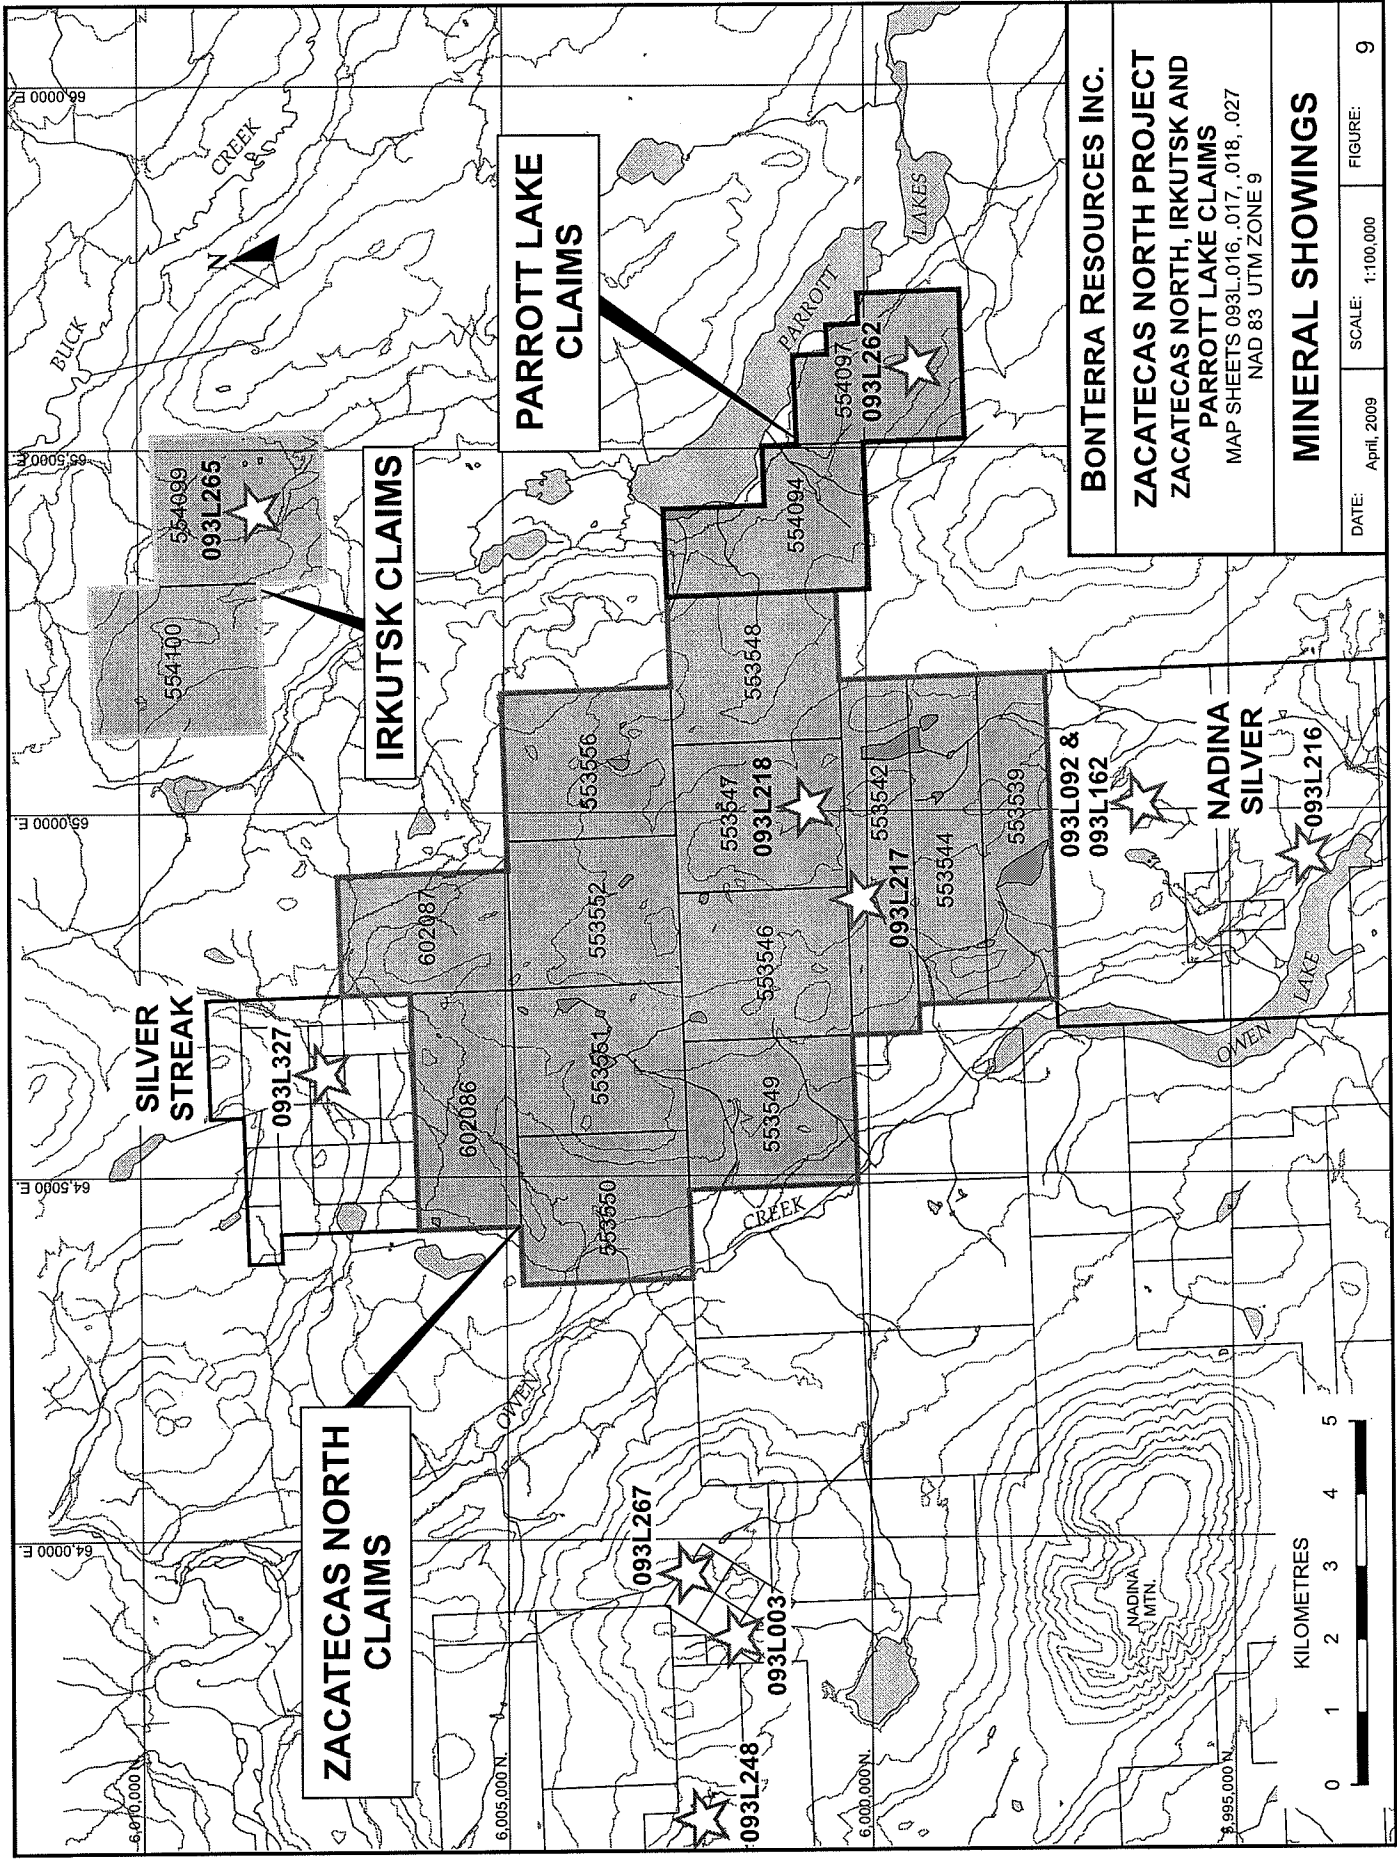 6,010,000 N.
6,005,000 N.
6,000,000 N.
5,995,000 N.
64,0000 E.
64,5000 E.
65,0000 E.
65,5000 E.
66,0000 E.
ZACATECAS NORTH
CLAIMS
SILVER
STREAK
093L327
IRKUTSK CLAIMS
554100
554099
093L265
BUCK
CREEK
N
PARROTT LAKE
CLAIMS
PARROTT
LAKES
602086
602087
553550
553551
553552
553556
553549
553546
553547
093L218
553548
554094
554097
093L262
093L217
553542
553544
553539
093L092 &
093L162
NADINA
SILVER
093L216
OWEN
LAKE
OWEN
CREEK
093L267
093L003
093L248
NADINA
MTN.
KILOMETRES
0 1 2 3 4 5
BONTERRA RESOURCES INC.
ZACATECAS NORTH PROJECT
ZACATECAS NORTH, IRKUTSK AND
PARROTT LAKE CLAIMS
MAP SHEETS 093L.016, .017, .018, .027
NAD 83 UTM ZONE 9
MINERAL SHOWINGS
DATE: April, 2009
SCALE: 1:100,000
FIGURE: 9